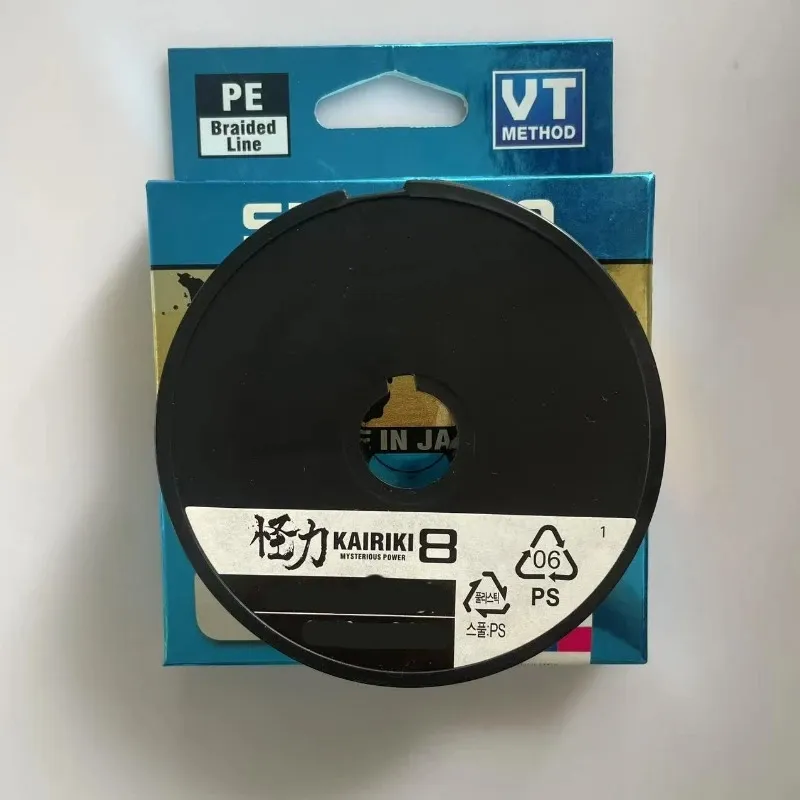 PE
Braided
Line
VT
METHOD
E IN JA
怪力 KAIRIKI 8
MYSTERIOUS POWER
1
06
PS
플라스틱
스풀:PS